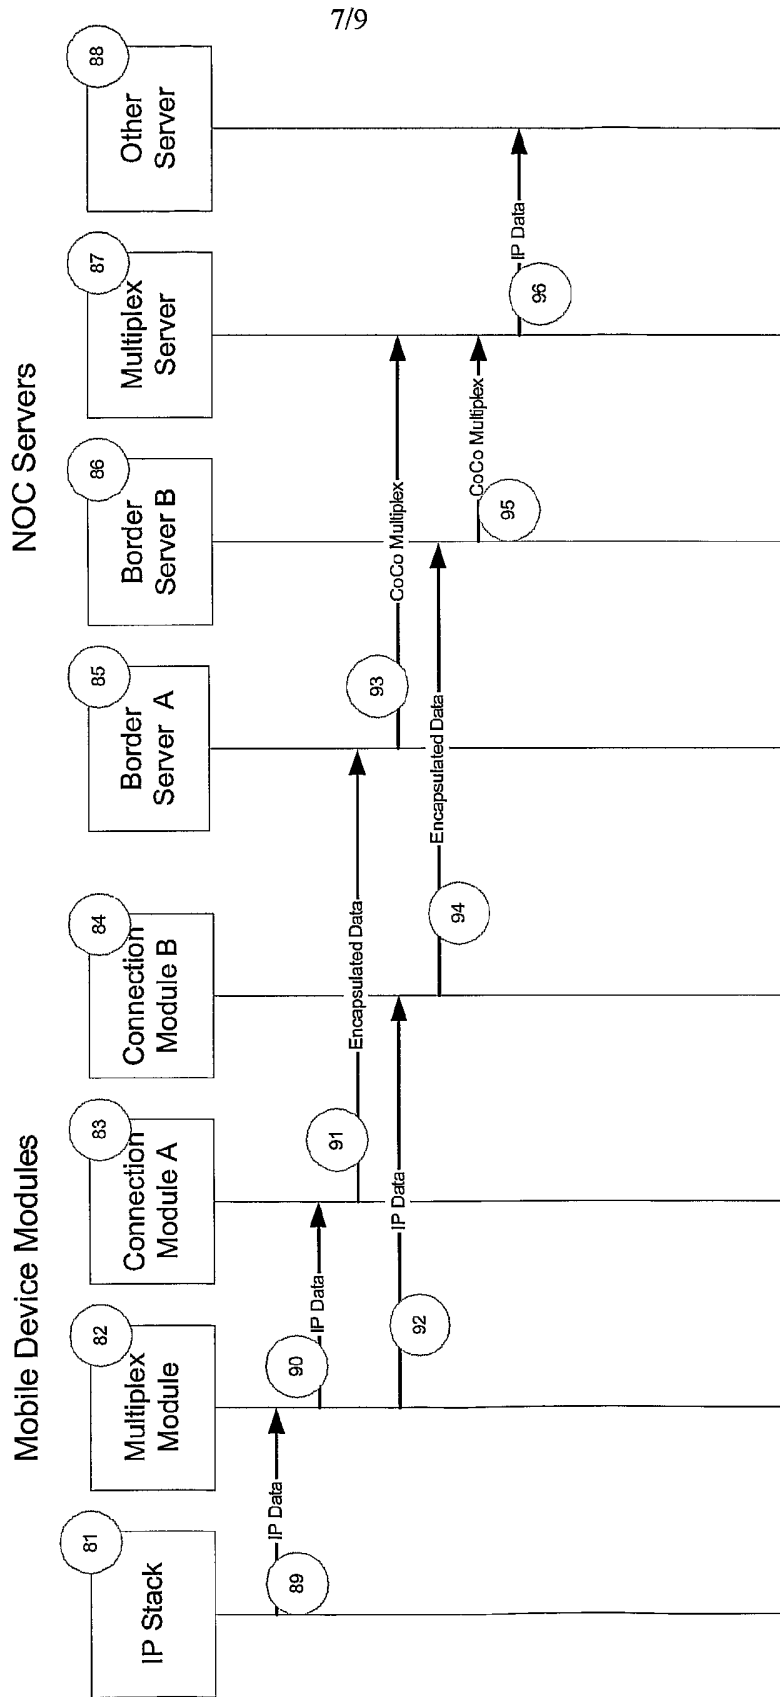 7/9
Mobile Device Modules
NOC Servers
81
IP Stack
82
Multiplex
Module
83
Connection
Module A
84
Connection
Module B
85
Border
Server A
86
Border
Server B
87
Multiplex
Server
88
Other
Server
IP Data
89
IP Data
90
Encapsulated Data
91
IP Data
92
CoCo Multiplex
93
Encapsulated Data
94
CoCo Multiplex
95
IP Data
96